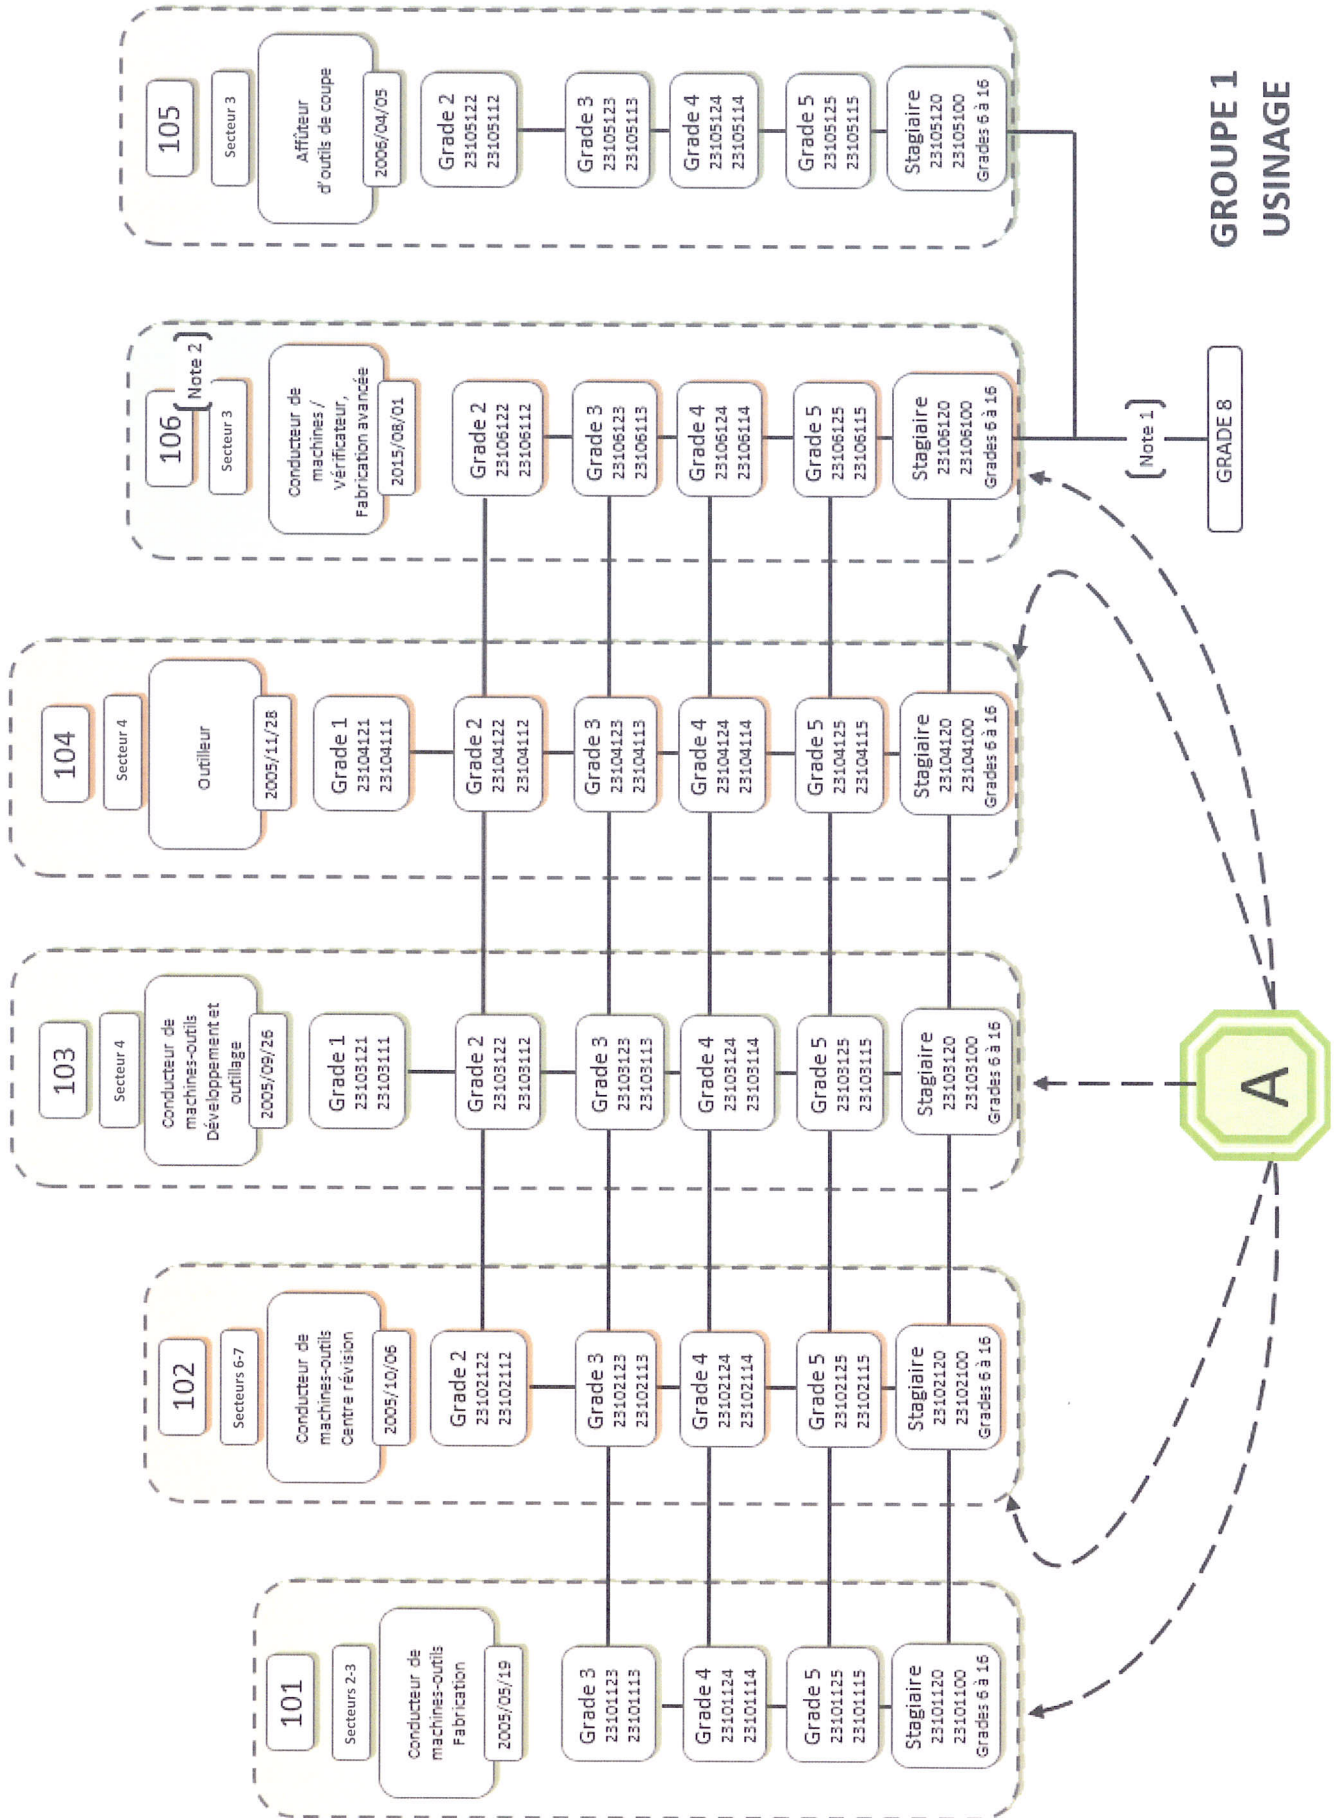 101
Secteurs 2-3
Conducteur de
machines-outils
Fabrication
2005/05/19
Grade 3
23101123
23101113
Grade 4
23101124
23101114
Grade 5
23101125
23101115
Stagiaire
23101120
23101100
Grades 6 à 16
102
Secteurs 6-7
Conducteur de
machines-outils
Centre révision
2005/10/06
Grade 2
23102122
23102112
Grade 3
23102123
23102113
Grade 4
23102124
23102114
Grade 5
23102125
23102115
Stagiaire
23102120
23102100
Grades 6 à 16
103
Secteur 4
Conducteur de
machines-outils
Développement et
outillage
2005/09/26
Grade 1
23103121
23103111
Grade 2
23103122
23103112
Grade 3
23103123
23103113
Grade 4
23103124
23103114
Grade 5
23103125
23103115
Stagiaire
23103120
23103100
Grades 6 à 16
104
Secteur 4
Outilleur
2005/11/28
Grade 1
23104121
23104111
Grade 2
23104122
23104112
Grade 3
23104123
23104113
Grade 4
23104124
23104114
Grade 5
23104125
23104115
Stagiaire
23104120
23104100
Grades 6 à 16
106
[Note 2]
Secteur 3
Conducteur de
machines /
Vérificateur,
Fabrication avancée
2015/08/01
Grade 2
23106122
23106112
Grade 3
23106123
23106113
Grade 4
23106124
23106114
Grade 5
23106125
23106115
Stagiaire
23106120
23106100
Grades 6 à 16
105
Secteur 3
Affûteur
d'outils de coupe
2006/04/05
Grade 2
23105122
23105112
Grade 3
23105123
23105113
Grade 4
23105124
23105114
Grade 5
23105125
23105115
Stagiaire
23105120
23105100
Grades 6 à 16
[Note 1]
GRADE 8
A
GROUPE 1
USINAGE